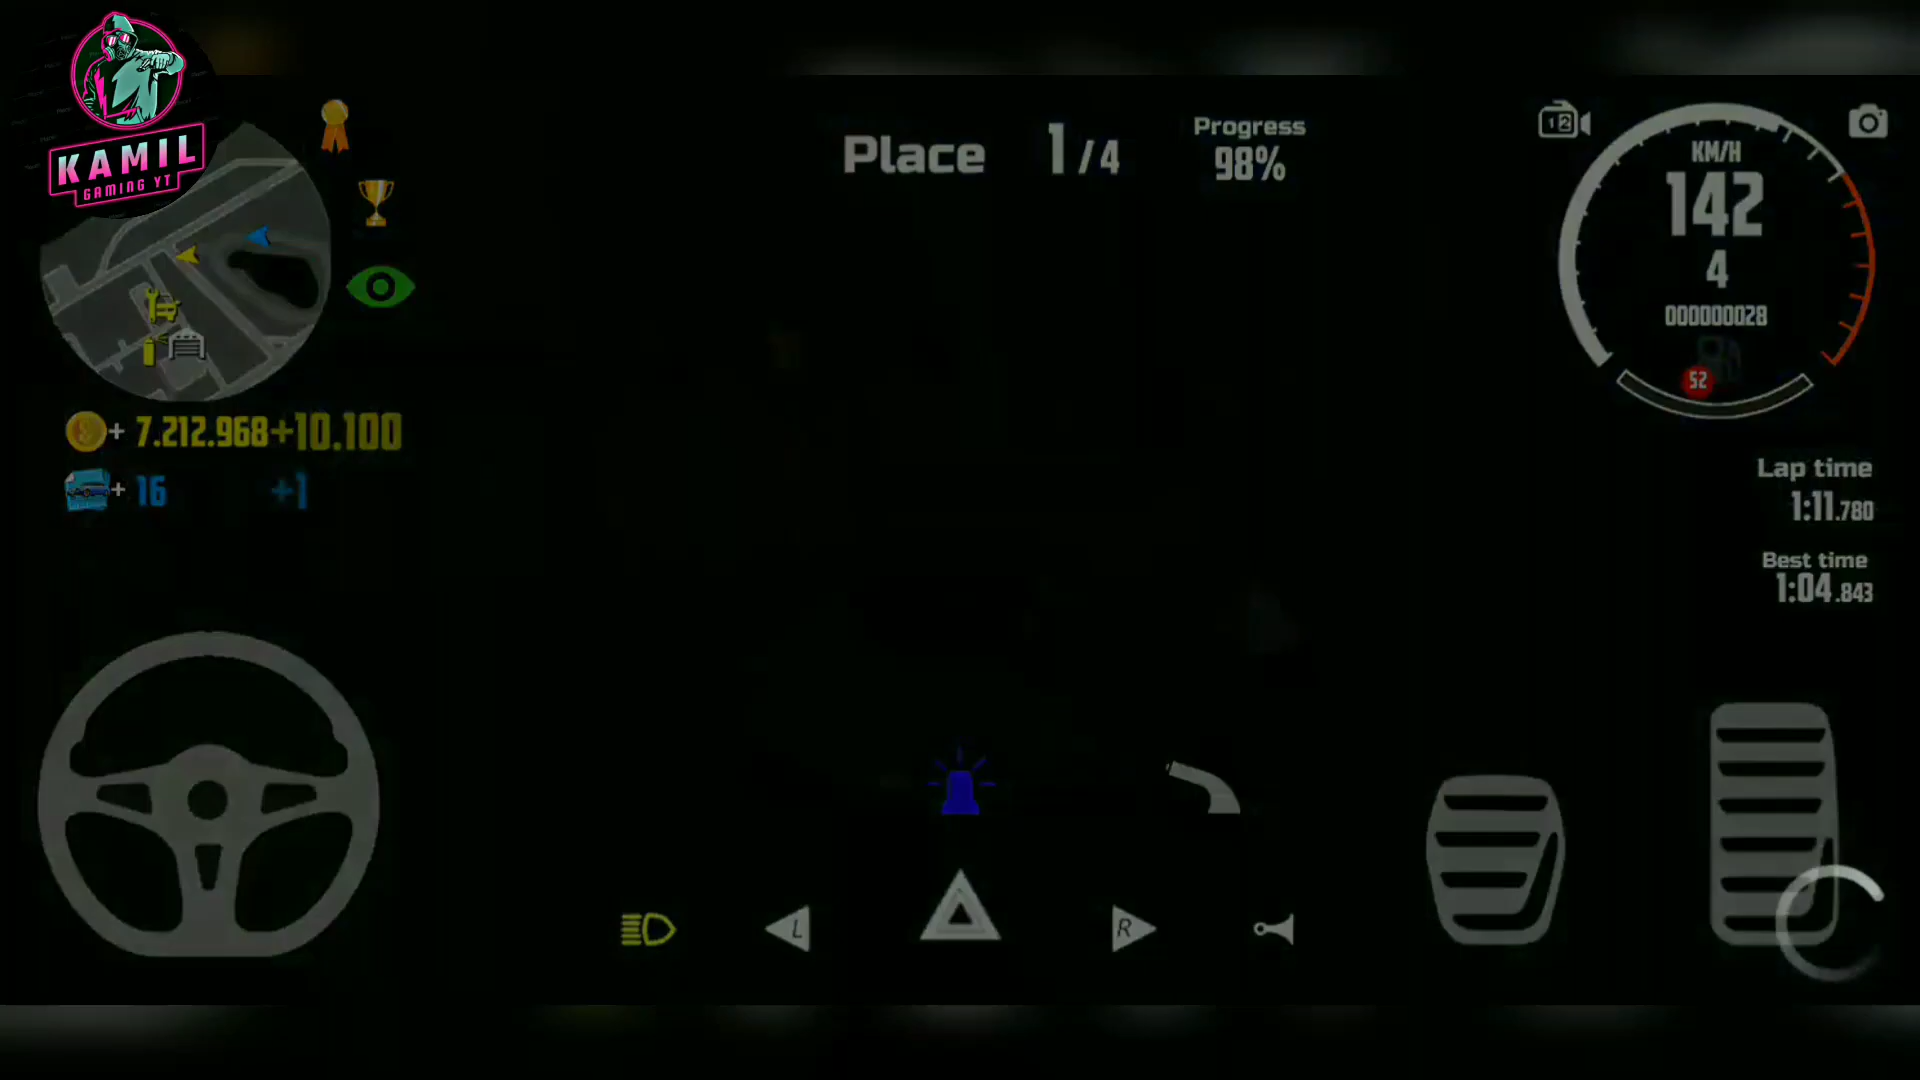 KAMIL
GAMING YT
Place 1/4
Progress
98%
12
KM/H
142
4
000000028
52
+ 7.212.968+10.100
+ 16 +1
Lap time
1:11.780
Best time
1:04.843
L
R